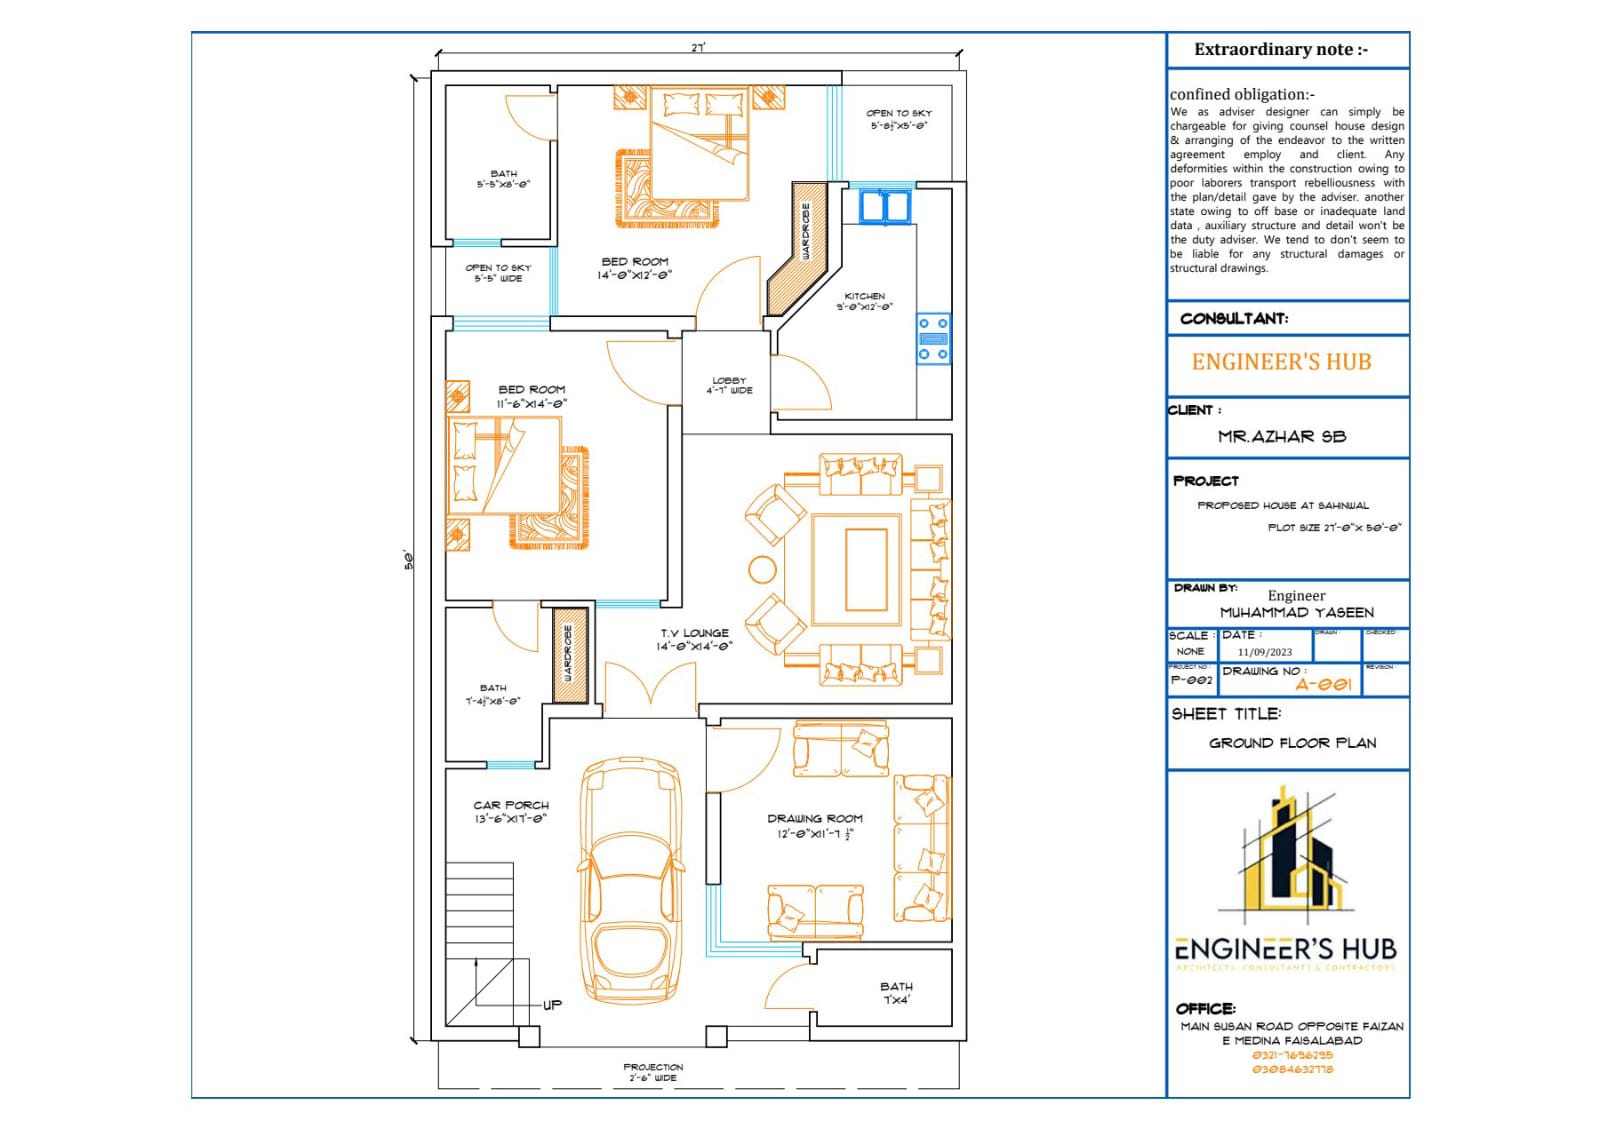 27'
50'
BATH
5'-5"X8'-0"
OPEN TO SKY
5'-8½"X5'-0"
WARDROBE
BED ROOM
14'-0"X12'-0"
OPEN TO SKY
5'-5" WIDE
KITCHEN
9'-0"X12'-0"
LOBBY
4'-7" WIDE
BED ROOM
11'-6"X14'-0"
T.V LOUNGE
14'-0"X14'-0"
WARDROBE
BATH
7'-4½"X8'-0"
CAR PORCH
13'-6"X17'-0"
DRAWING ROOM
12'-0"X11'-7 ½"
UP
BATH
7'X4'
PROJECTION
2'-6" WIDE
Extraordinary note :-
confined obligation:-
We as adviser designer can simply be
chargeable for giving counsel house design
& arranging of the endeavor to the written
agreement employ and client. Any
deformities within the construction owing to
poor laborers transport rebelliousness with
the plan/detail gave by the adviser. another
state owing to off base or inadequate land
data , auxiliary structure and detail won't be
the duty adviser. We tend to don't seem to
be liable for any structural damages or
structural drawings.
CONSULTANT:
ENGINEER'S HUB
CLIENT :
MR.AZHAR SB
PROJECT
PROPOSED HOUSE AT SAHINWAL
PLOT SIZE 27'-0"X 50'-0"
DRAWN BY:
Engineer
MUHAMMAD YASEEN
SCALE :
NONE
DATE :
11/09/2023
DRAWN :
CHECKED :
PROJECT NO :
P-002
DRAWING NO :
A-001
REVISION :
SHEET TITLE:
GROUND FLOOR PLAN
ENGINEER'S HUB
ARCHITECTS CONSULTANTS & CONTRACTORS
OFFICE:
MAIN SUSAN ROAD OPPOSITE FAIZAN
E MEDINA FAISALABAD
0321-7696295
03084632778